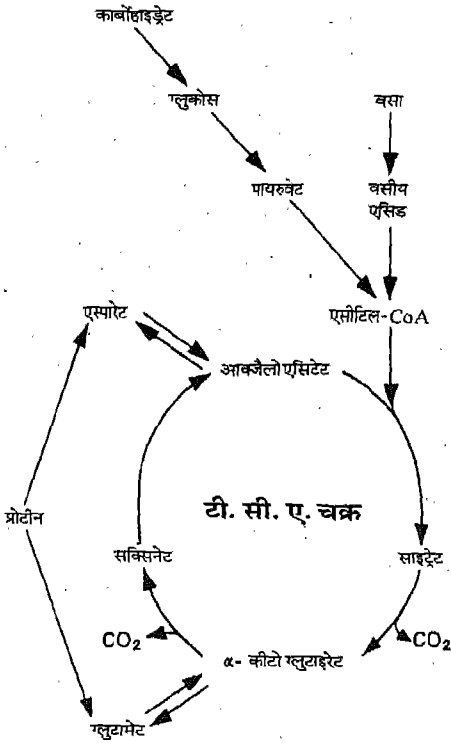 कार्बोहाइड्रेट
ग्लुकोस
वसा
पायरुवेट
वसीय
एसिड
एसीटिल-CoA
एस्पारेट
आक्जैलोएसिटेट
प्रोटीन
टी. सी. ए. चक्र
सक्सिनेट
साइट्रेट
CO2
CO2
α- कीटो ग्लुटाइरेट
ग्लुटामेट